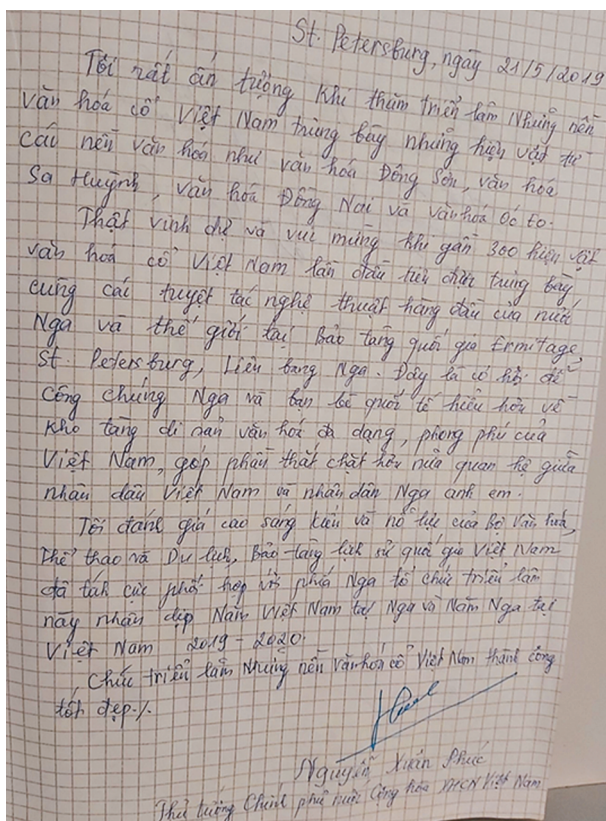 St. Petersburg, ngày 21/5/2019
Tôi rất ấn tượng khi thăm triển lãm Những nền
văn hóa cổ Việt Nam trưng bày những hiện vật từ
các nền văn hoá như văn hóa Đông Sơn, văn hóa
Sa Huỳnh, văn hóa Đồng Nai và văn hoá Óc Eo.
Thật vinh dự và vui mừng khi gần 300 hiện vật
văn hoá cổ Việt Nam lần đầu tiên được trưng bày
cùng các tuyệt tác nghệ thuật hàng đầu của nước
Nga và thế giới tại Bảo tàng quốc gia Ermitage,
St. Petersburg, Liên bang Nga. Đây là cơ hội để
công chúng Nga và bạn bè quốc tế hiểu hơn về
kho tàng di sản văn hoá đa dạng, phong phú của
Việt Nam, góp phần thắt chặt hơn nữa quan hệ giữa
nhân dân Việt Nam và nhân dân Nga anh em.
Tôi đánh giá cao sáng kiến và nỗ lực của Bộ Văn hoá,
Thể thao và Du lịch, Bảo tàng lịch sử quốc gia Việt Nam
đã tích cực phối hợp với phía Nga tổ chức triển lãm
này nhân dịp Năm Việt Nam tại Nga và Năm Nga tại
Việt Nam 2019 - 2020.
Chúc triển lãm Những nền văn hoá cổ Việt Nam thành công
tốt đẹp./.
Nguyễn Xuân Phúc
Thủ tướng Chính phủ nước Cộng hòa XHCN Việt Nam